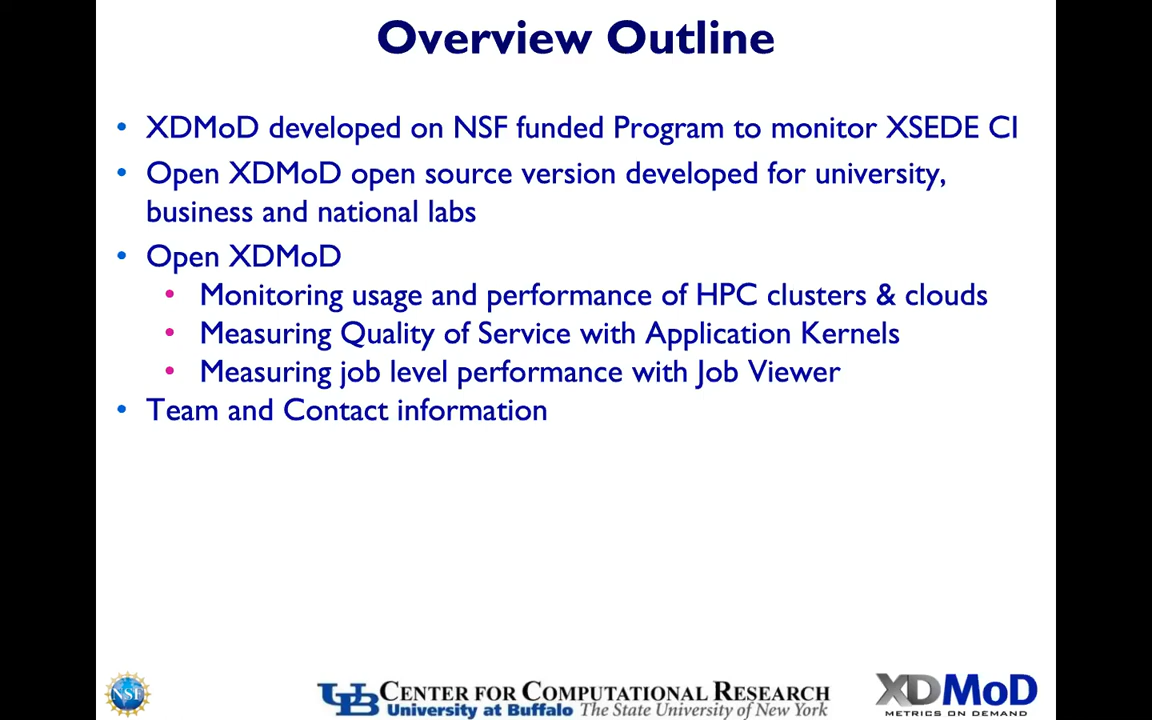 Overview Outline
• XDMoD developed on NSF funded Program to monitor XSEDE CI
• Open XDMoD open source version developed for university,
business and national labs
• Open XDMoD
• Monitoring usage and performance of HPC clusters & clouds
• Measuring Quality of Service with Application Kernels
• Measuring job level performance with Job Viewer
• Team and Contact information
NSF
UB CENTER FOR COMPUTATIONAL RESEARCH
University at Buffalo The State University of New York
XDMoD
METRICS ON DEMAND